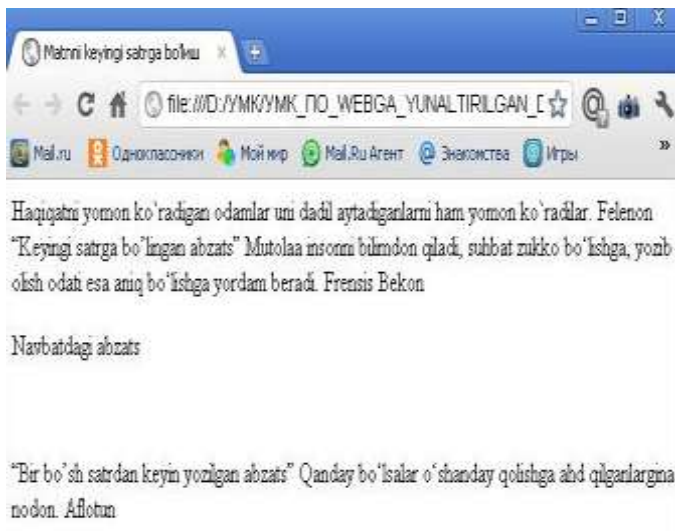 Matnni keyingi satrga bo'lish
file:///D:/УМК/УМК_ПО_WEBGA_YUNALTIRILGAN_D
Mail.ru Одноклассники Мой мир Mail.Ru Агент Знакомства Игры »
Haqiqatni yomon ko'radigan odamlar uni dadil aytadiganlarni ham yomon ko`radilar. Felenon
“Keyingi satrga bo’lingan abzats” Mutolaa insonni bilimdon qiladi, suhbat zukko bo‘lishga, yozib
olish odati esa aniq bo‘lishga yordam beradi. Frensis Bekon
Navbatdagi abzats
“Bir bo’sh satrdan keyin yozilgan abzats” Qanday bo‘lsalar o‘shanday qolishga ahd qilganlargina
nodon. Aflotun